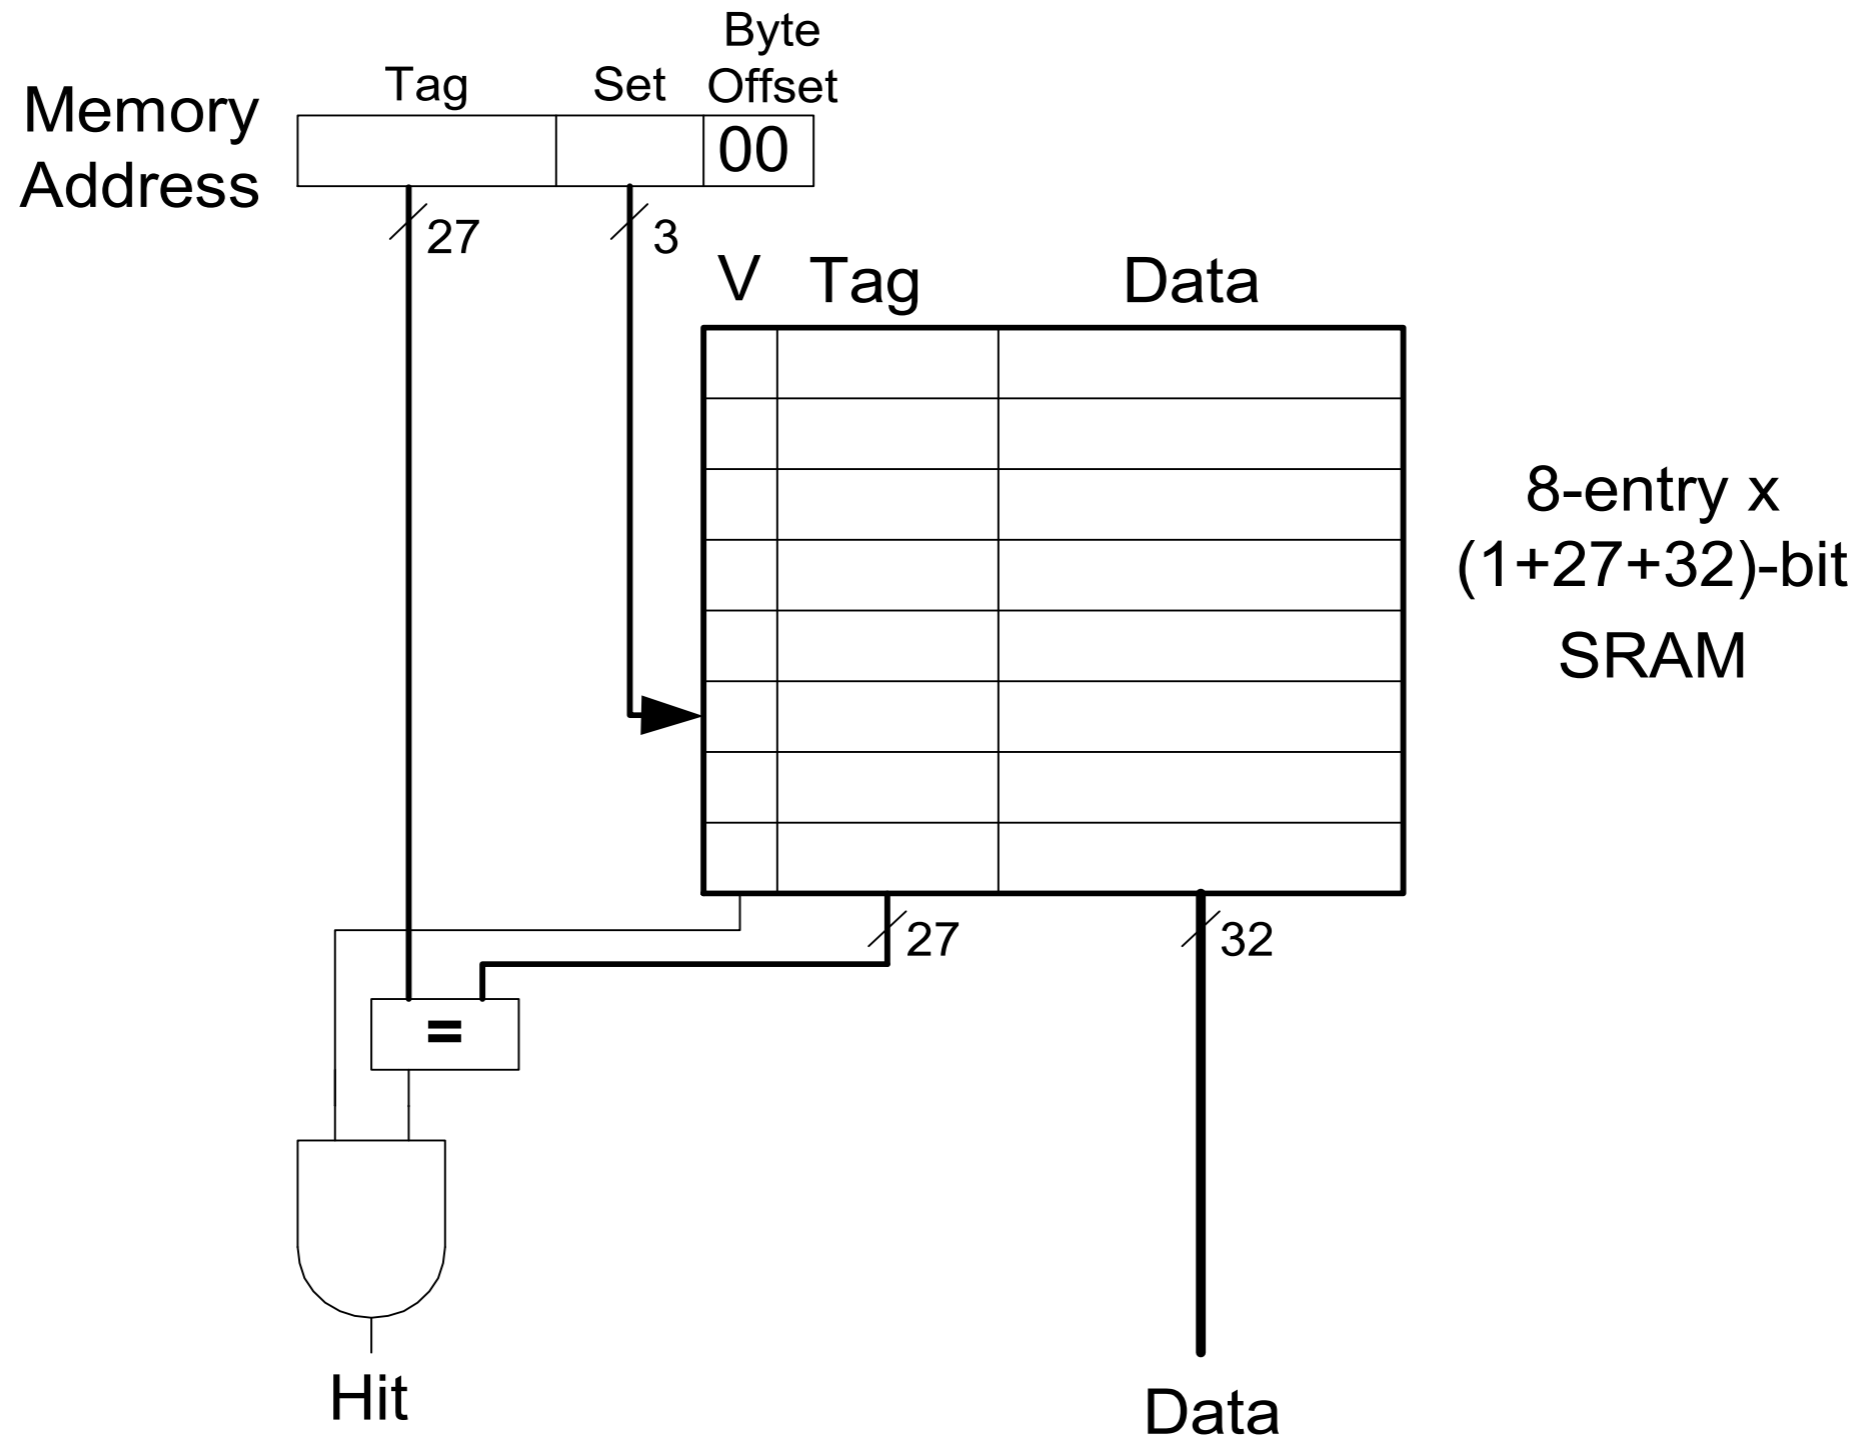 Byte
Tag Set Offset
Memory
Address
00
27 3
V Tag Data
8-entry x
(1+27+32)-bit
SRAM
27 32
=
Hit
Data